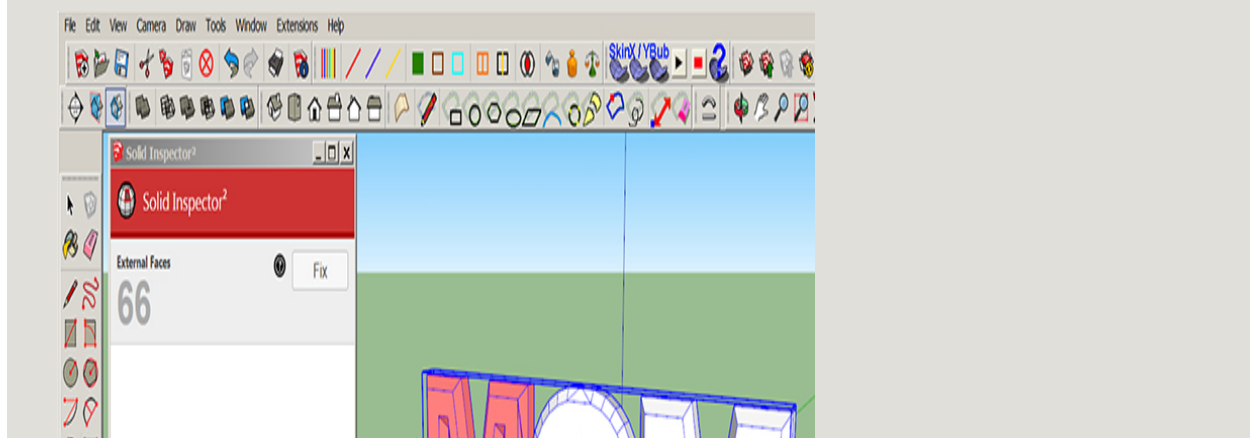 File Edit View Camera Draw Tools Window Extensions Help
SkinX / YBub
Solid Inspector²
Solid Inspector²
External Faces
Fix
66